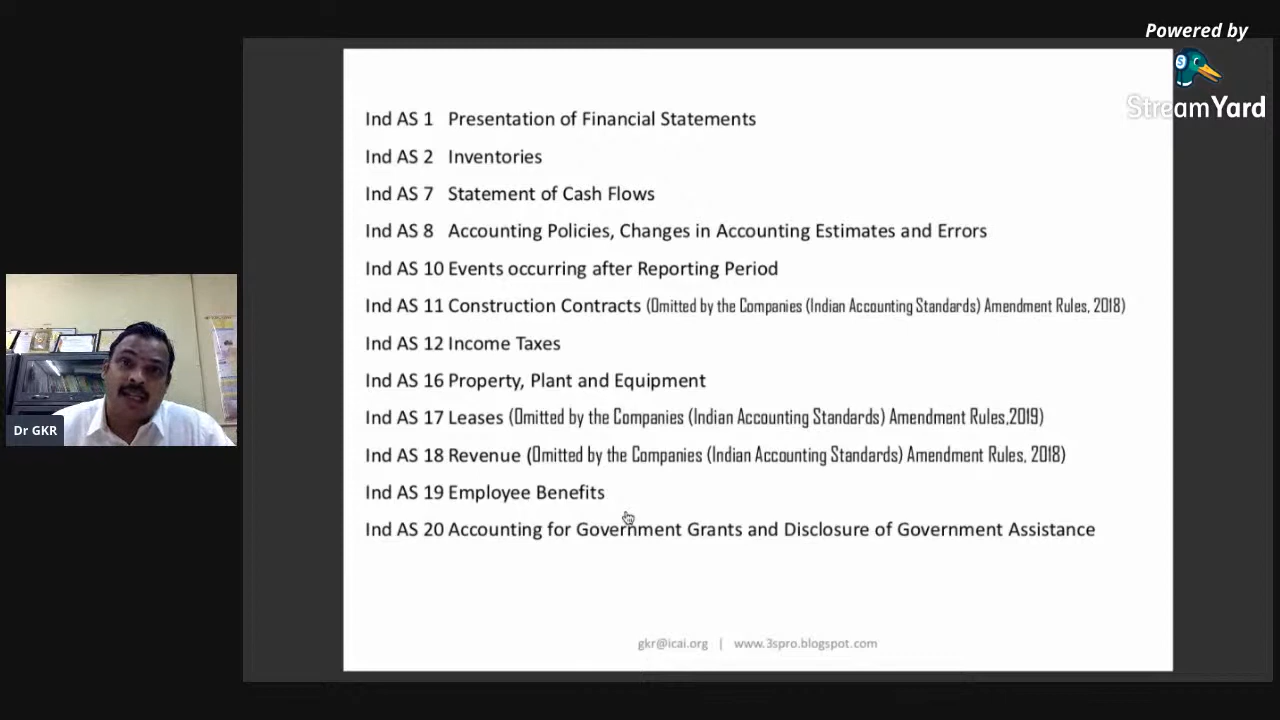 Powered by
StreamYard
Ind AS 1 Presentation of Financial Statements
Ind AS 2 Inventories
Ind AS 7 Statement of Cash Flows
Ind AS 8 Accounting Policies, Changes in Accounting Estimates and Errors
Ind AS 10 Events occurring after Reporting Period
Ind AS 11 Construction Contracts (Omitted by the Companies (Indian Accounting Standards) Amendment Rules, 2018)
Ind AS 12 Income Taxes
Ind AS 16 Property, Plant and Equipment
Ind AS 17 Leases (Omitted by the Companies (Indian Accounting Standards) Amendment Rules,2019)
Ind AS 18 Revenue (Omitted by the Companies (Indian Accounting Standards) Amendment Rules, 2018)
Ind AS 19 Employee Benefits
Ind AS 20 Accounting for Government Grants and Disclosure of Government Assistance
Dr GKR
gkr@icai.org | www.3spro.blogspot.com